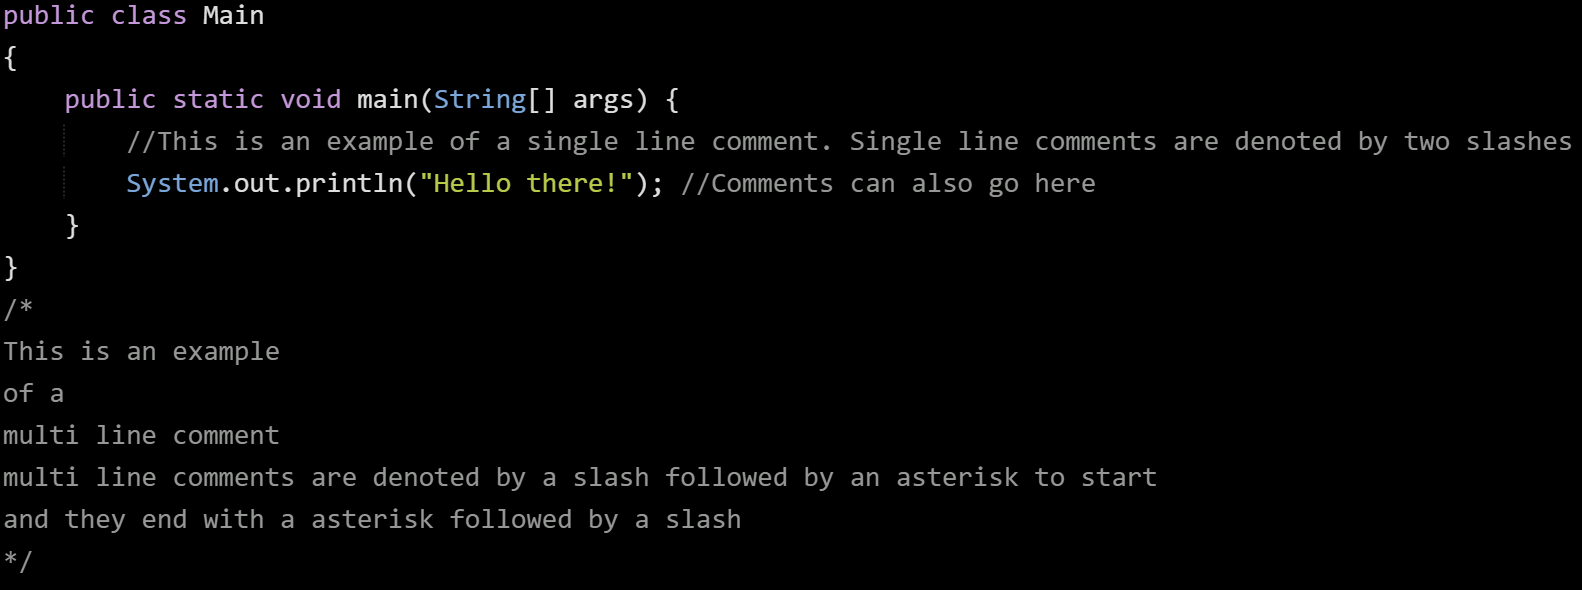 public class Main
{
    public static void main(String[] args) {
        //This is an example of a single line comment. Single line comments are denoted by two slashes
        System.out.println("Hello there!"); //Comments can also go here
    }
}
/*
This is an example
of a
multi line comment
multi line comments are denoted by a slash followed by an asterisk to start
and they end with a asterisk followed by a slash
*/